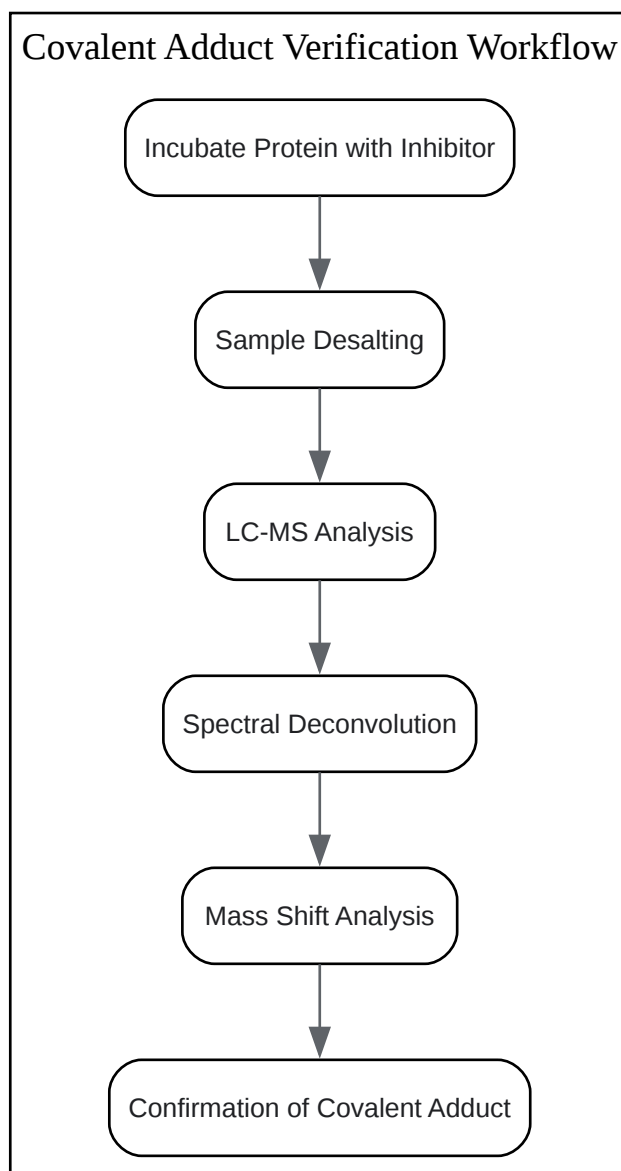 Covalent Adduct Verification Workflow
Incubate Protein with Inhibitor
Sample Desalting
LC-MS Analysis
Spectral Deconvolution
Mass Shift Analysis
Confirmation of Covalent Adduct